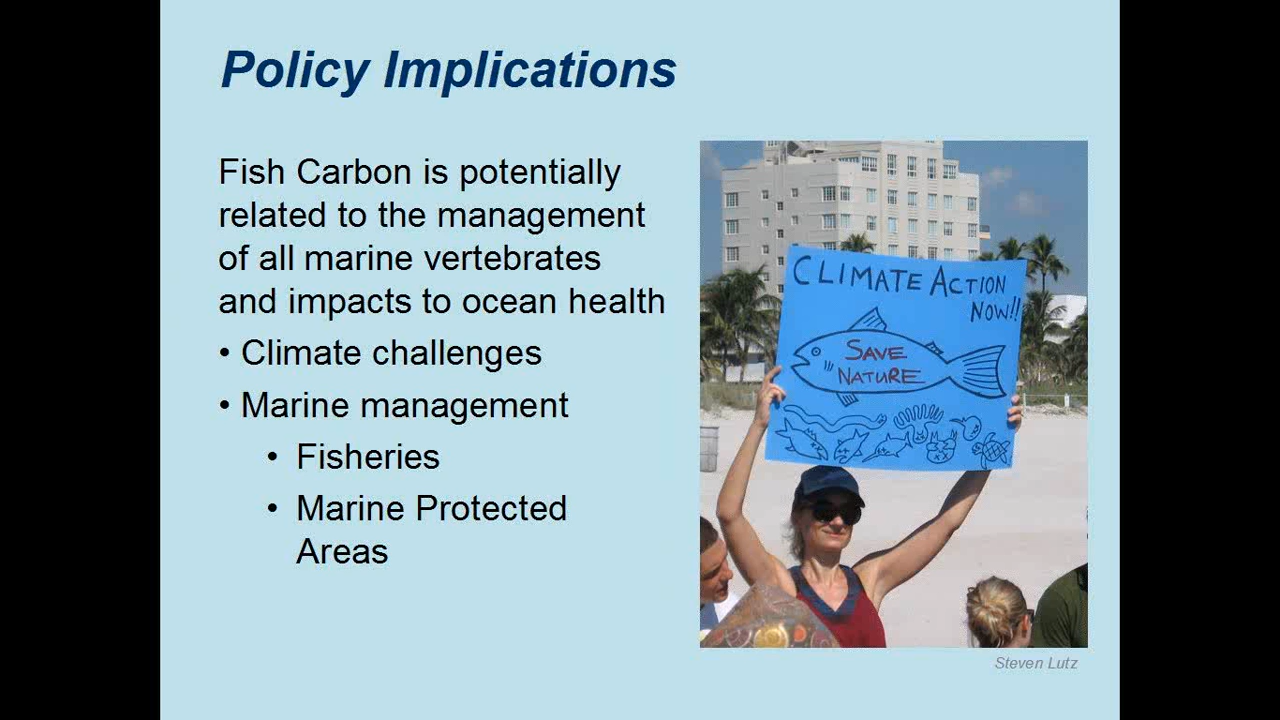 Policy Implications
Fish Carbon is potentially
related to the management
of all marine vertebrates
and impacts to ocean health
• Climate challenges
• Marine management
• Fisheries
• Marine Protected
Areas
CLIMATE ACTION
NOW!!
SAVE
NATURE
Steven Lutz